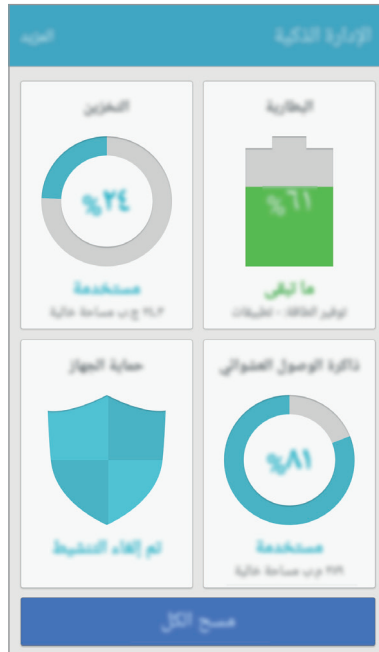 الإدارة الذكية
المزيد
البطارية
%٦١
ما تبقى
توفير الطاقة: - تطبيقات
التخزين
%٢٤
مستخدمة
ج.ب مساحة خالية
ذاكرة الوصول العشوائي
%٨١
مستخدمة
م.ب مساحة خالية
حماية الجهاز
تم إلغاء التنشيط
مسح الكل